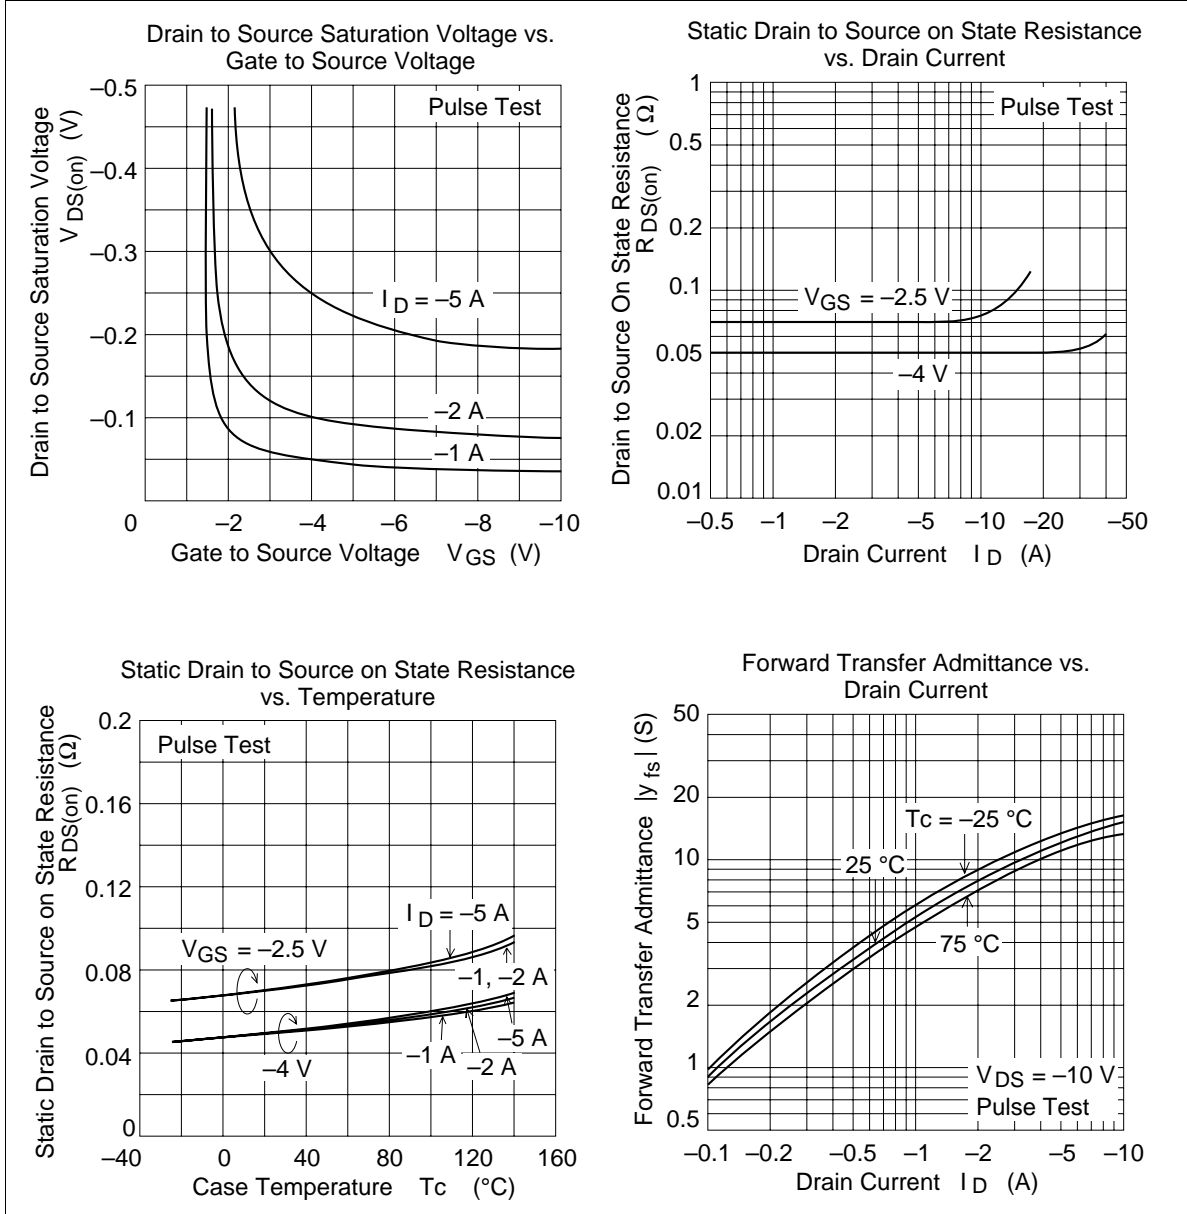 Drain to Source Saturation Voltage vs.
Gate to Source Voltage
Drain to Source Saturation Voltage
V DS(on) (V)
–0.5
–0.4
–0.3
–0.2
–0.1
Pulse Test
I D = –5 A
–2 A
–1 A
0 –2 –4 –6 –8 –10
Gate to Source Voltage V GS (V)
Static Drain to Source on State Resistance
vs. Drain Current
Drain to Source On State Resistance
R DS(on) (Ω)
1
0.5
0.2
0.1
0.05
0.02
0.01
Pulse Test
V GS = –2.5 V
–4 V
–0.5 –1 –2 –5 –10 –20 –50
Drain Current I D (A)
Static Drain to Source on State Resistance
vs. Temperature
Static Drain to Source on State Resistance
R DS(on) (Ω)
0.2
0.16
0.12
0.08
0.04
0
Pulse Test
I D = –5 A
V GS = –2.5 V
–1, –2 A
–5 A
–1 A
–2 A
–4 V
–40 0 40 80 120 160
Case Temperature Tc (°C)
Forward Transfer Admittance vs.
Drain Current
Forward Transfer Admittance |y fs| (S)
50
20
10
5
2
1
0.5
Tc = –25 °C
25 °C
75 °C
V DS = –10 V
Pulse Test
–0.1 –0.2 –0.5 –1 –2 –5 –10
Drain Current I D (A)